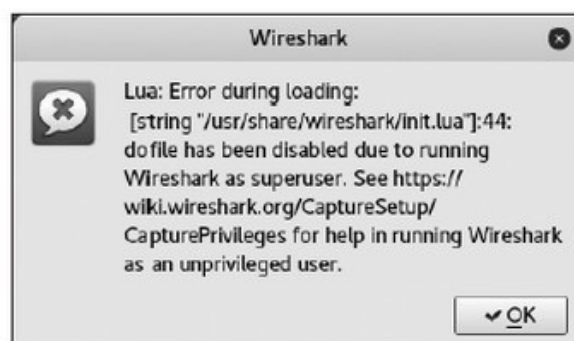 Wireshark
Lua: Error during loading:
[string "/usr/share/wireshark/init.lua"]:44:
dofile has been disabled due to running
Wireshark as superuser. See https://
wiki.wireshark.org/CaptureSetup/
CapturePrivileges for help in running Wireshark
as an unprivileged user.
OK